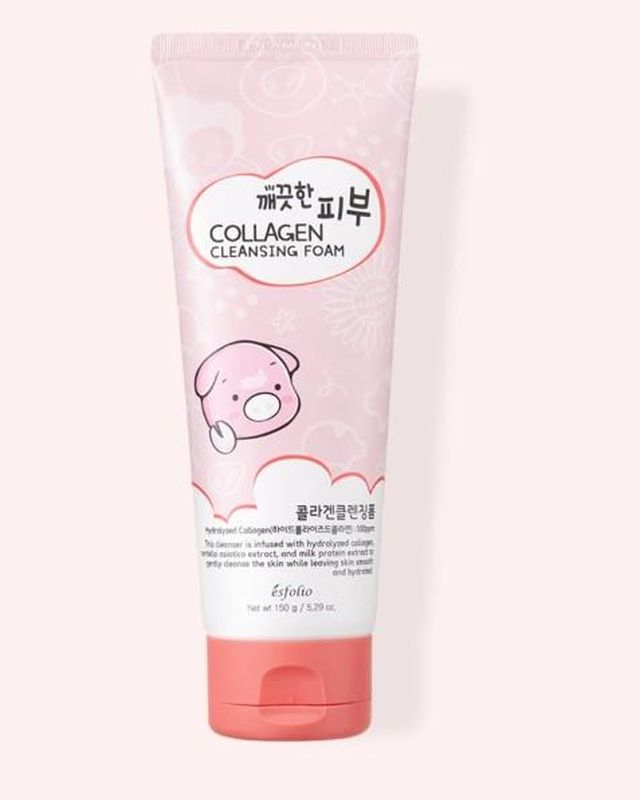 깨끗한 피부
COLLAGEN
CLEANSING FOAM
콜라겐클렌징폼
Hydrolyzed Collagen(하이드롤라이즈드콜라겐) :100ppm
This cleanser is infused with hydrolyzed collagen,
centella asiatica extract, and milk protein extract to
gently cleanse the skin while leaving skin smooth
and hydrated.
esfolio
Net wt 150 g / 5.29 oz.